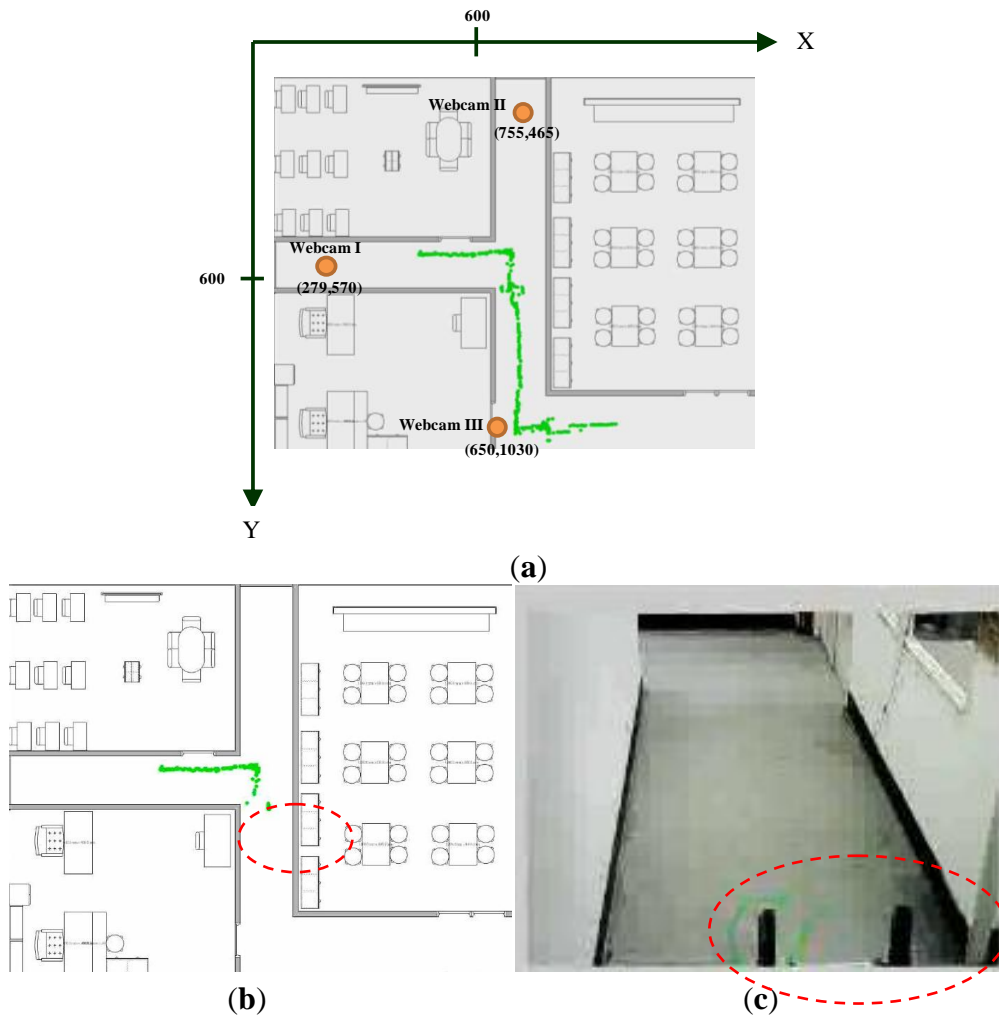 600
X
Webcam II
(755,465)
Webcam I
600
(279,570)
Webcam III
(650,1030)
Y
(a)
(b)
(c)